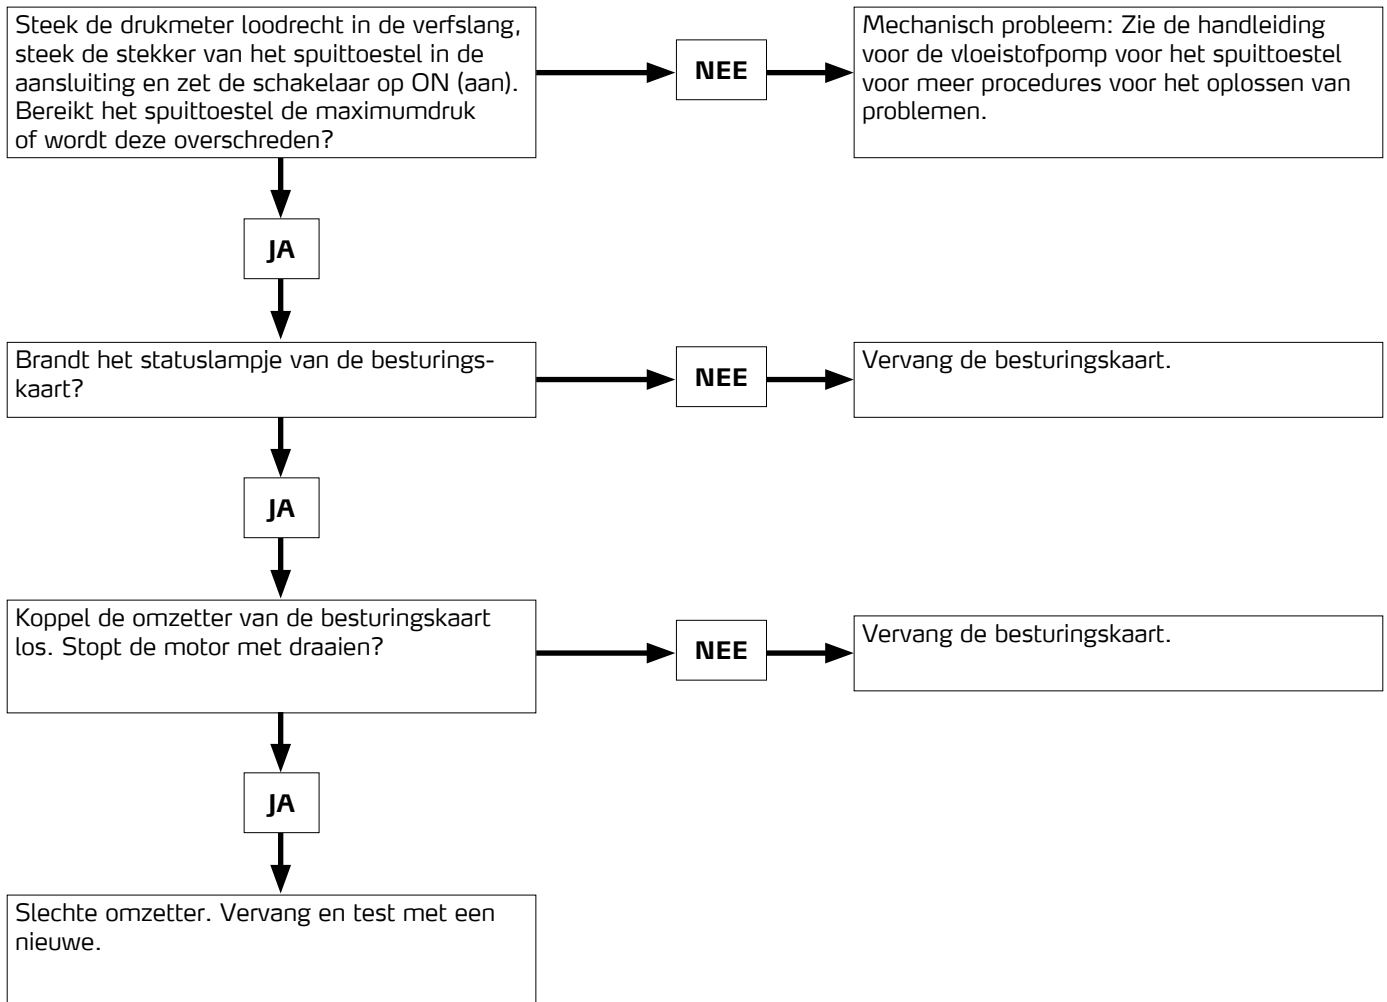 Steek de drukmeter loodrecht in de verfslang,
steek de stekker van het spuittoestel in de
aansluiting en zet de schakelaar op ON (aan).
Bereikt het spuittoestel de maximumdruk
of wordt deze overschreden?
NEE
Mechanisch probleem: Zie de handleiding
voor de vloeistofpomp voor het spuittoestel
voor meer procedures voor het oplossen van
problemen.
JA
Brandt het statuslampje van de besturings-
kaart?
NEE
Vervang de besturingskaart.
JA
Koppel de omzetter van de besturingskaart
los. Stopt de motor met draaien?
NEE
Vervang de besturingskaart.
JA
Slechte omzetter. Vervang en test met een
nieuwe.